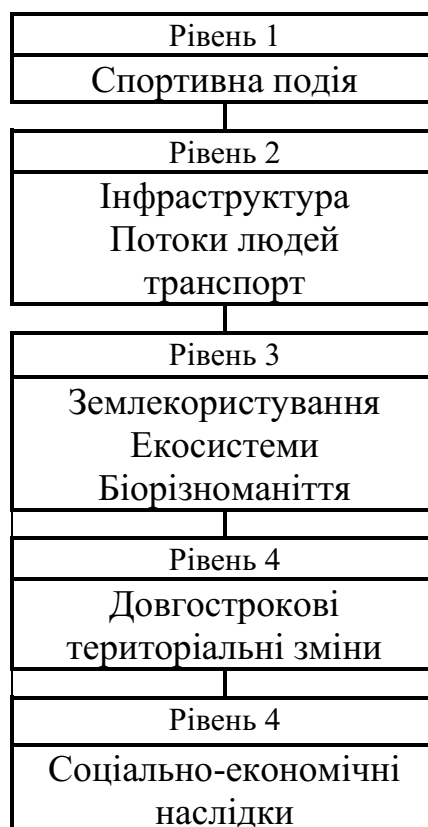 Рівень 1
Спортивна подія
Рівень 2
Інфраструктура
Потоки людей
транспорт
Рівень 3
Землекористування
Екосистеми
Біорізноманіття
Рівень 4
Довгострокові
територіальні зміни
Рівень 4
Соціально-економічні
наслідки